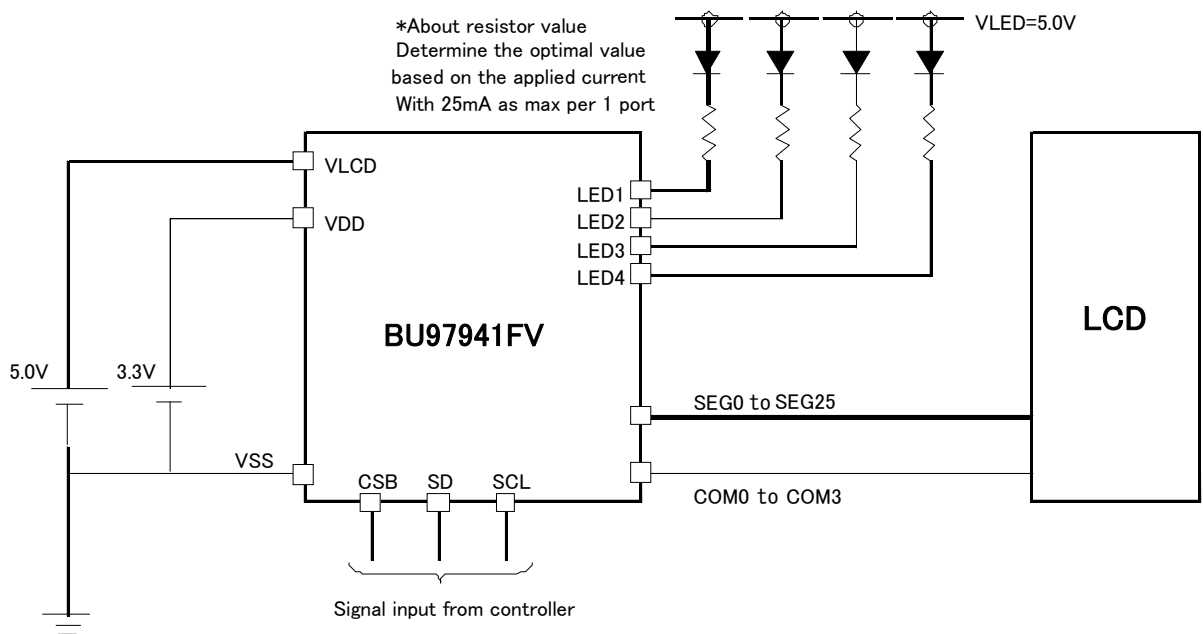 *About resistor value
Determine the optimal value
based on the applied current
With 25mA as max per 1 port
VLED=5.0V
VLCD
VDD
LED1
LED2
LED3
LED4
BU97941FV
LCD
5.0V
3.3V
SEG0 to SEG25
VSS
CSB
SD
SCL
COM0 to COM3
Signal input from controller